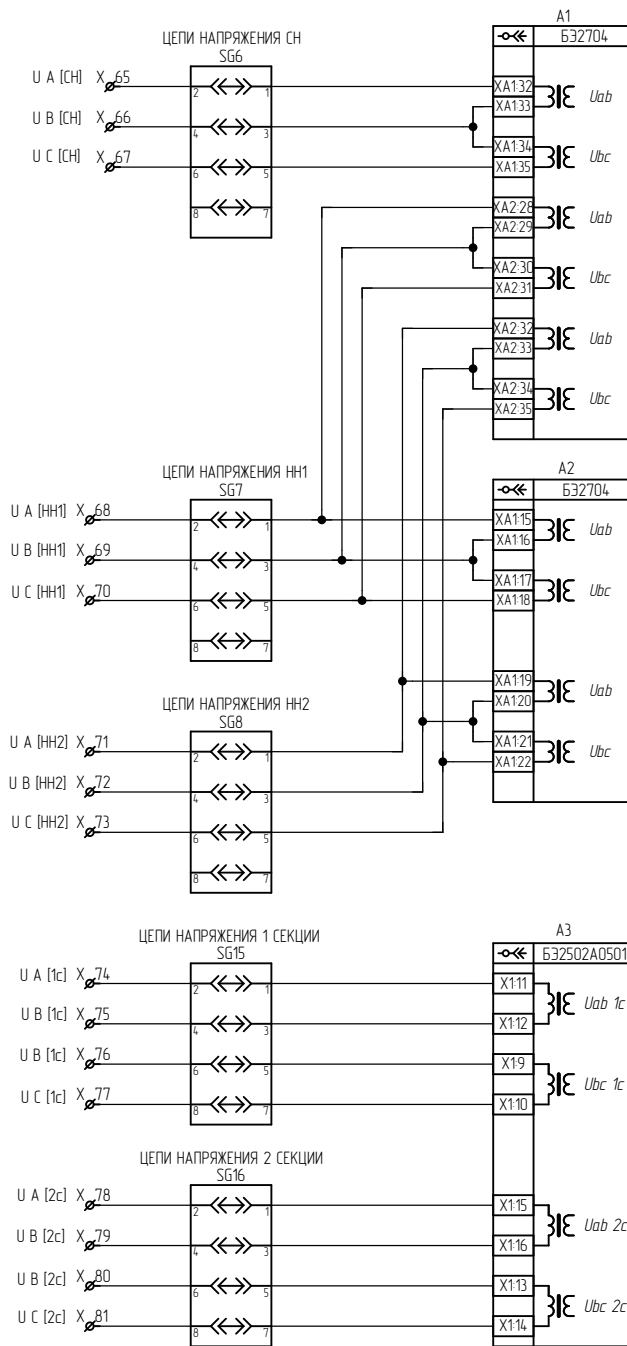 А1
ЦЕПИ НАПРЯЖЕНИЯ СН
SG6
БЭ2704
U A [СН] X 65 2 1 XA1:32
XA1:33 Uab
U B [СН] X 66 4 3
XA1:34
U C [СН] X 67 6 5 XA1:35 Ubc
8 7
XA2:28
XA2:29 Uab
XA2:30
XA2:31 Ubc
XA2:32
XA2:33 Uab
XA2:34
XA2:35 Ubc
ЦЕПИ НАПРЯЖЕНИЯ НН1
SG7
А2
БЭ2704
U A [НН1] X 68 2 1 XA1:15
XA1:16 Uab
U B [НН1] X 69 4 3
XA1:17
U C [НН1] X 70 6 5 XA1:18 Ubc
8 7
XA1:19
XA1:20 Uab
ЦЕПИ НАПРЯЖЕНИЯ НН2
SG8
XA1:21
XA1:22 Ubc
U A [НН2] X 71 2 1
U B [НН2] X 72 4 3
U C [НН2] X 73 6 5
8 7
ЦЕПИ НАПРЯЖЕНИЯ 1 СЕКЦИИ
SG15
А3
БЭ2502А0501
U A [1с] X 74 2 1 X1:11
Uab 1с
U B [1с] X 75 4 3 X1:12
U B [1с] X 76 6 5 X1:9
Ubc 1с
U C [1с] X 77 8 7 X1:10
ЦЕПИ НАПРЯЖЕНИЯ 2 СЕКЦИИ
SG16
U A [2с] X 78 2 1 X1:15
Uab 2с
U B [2с] X 79 4 3 X1:16
U B [2с] X 80 6 5 X1:13
Ubc 2с
U C [2с] X 81 8 7 X1:14